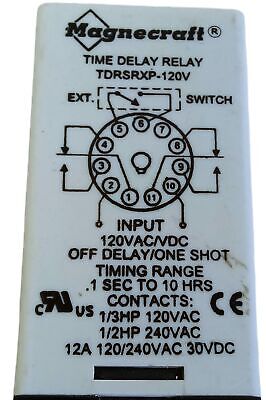 Magnecraft®
TIME DELAY RELAY
TDRSRXP-120V
EXT. SWITCH
5 6 7
4 8
3 9
2 10
1 11
INPUT
120VAC/VDC
OFF DELAY/ONE SHOT
TIMING RANGE
.1 SEC TO 10 HRS
CONTACTS:
1/3HP 120VAC
1/2HP 240VAC
12A 120/240VAC 30VDC
c UR US
CE